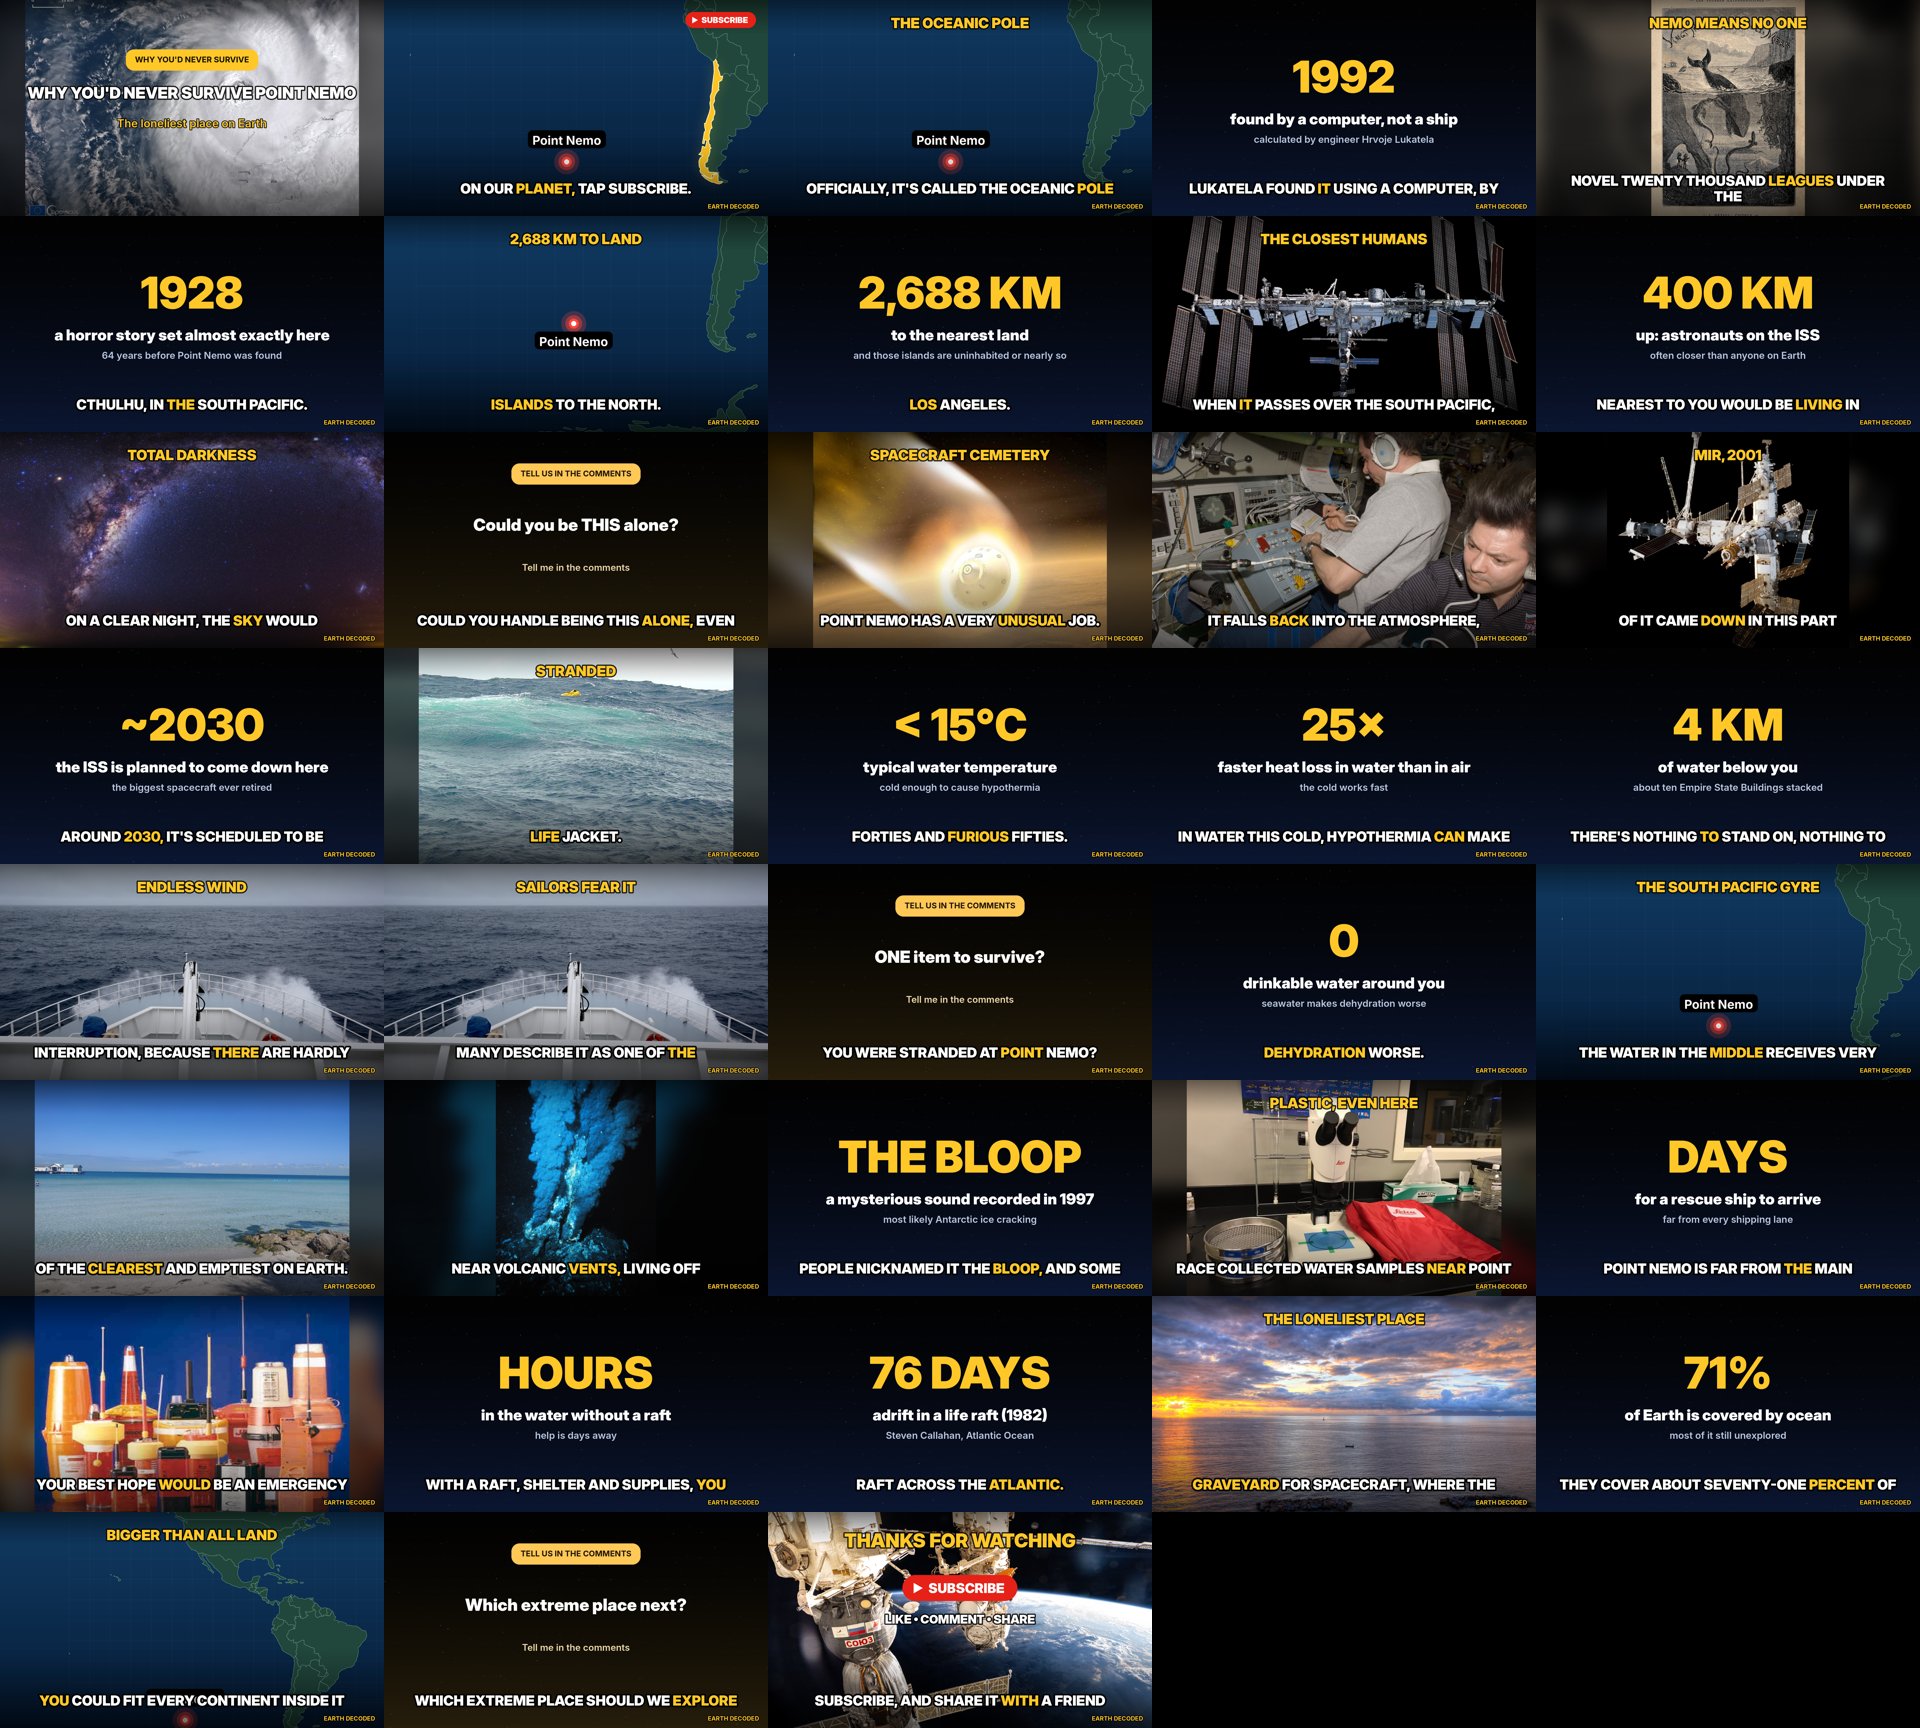 WHY YOU'D NEVER SURVIVE
WHY YOU'D NEVER SURVIVE POINT NEMO
The loneliest place on Earth
SUBSCRIBE
Point Nemo
ON OUR PLANET, TAP SUBSCRIBE.
EARTH DECODED
THE OCEANIC POLE
Point Nemo
OFFICIALLY, IT'S CALLED THE OCEANIC POLE
EARTH DECODED
1992
found by a computer, not a ship
calculated by engineer Hrvoje Lukatela
LUKATELA FOUND IT USING A COMPUTER, BY
EARTH DECODED
NEMO MEANS NO ONE
NOVEL TWENTY THOUSAND LEAGUES UNDER
THE
EARTH DECODED
1928
a horror story set almost exactly here
64 years before Point Nemo was found
CTHULHU, IN THE SOUTH PACIFIC.
EARTH DECODED
2,688 KM TO LAND
Point Nemo
ISLANDS TO THE NORTH.
EARTH DECODED
2,688 KM
to the nearest land
and those islands are uninhabited or nearly so
LOS ANGELES.
EARTH DECODED
THE CLOSEST HUMANS
WHEN IT PASSES OVER THE SOUTH PACIFIC,
EARTH DECODED
400 KM
up: astronauts on the ISS
often closer than anyone on Earth
NEAREST TO YOU WOULD BE LIVING IN
EARTH DECODED
TOTAL DARKNESS
ON A CLEAR NIGHT, THE SKY WOULD
EARTH DECODED
TELL US IN THE COMMENTS
Could you be THIS alone?
Tell me in the comments
COULD YOU HANDLE BEING THIS ALONE, EVEN
EARTH DECODED
SPACECRAFT CEMETERY
POINT NEMO HAS A VERY UNUSUAL JOB.
EARTH DECODED
IT FALLS BACK INTO THE ATMOSPHERE,
EARTH DECODED
MIR, 2001
OF IT CAME DOWN IN THIS PART
EARTH DECODED
~2030
the ISS is planned to come down here
the biggest spacecraft ever retired
AROUND 2030, IT'S SCHEDULED TO BE
EARTH DECODED
STRANDED
LIFE JACKET.
EARTH DECODED
< 15°C
typical water temperature
cold enough to cause hypothermia
FORTIES AND FURIOUS FIFTIES.
EARTH DECODED
25×
faster heat loss in water than in air
the cold works fast
IN WATER THIS COLD, HYPOTHERMIA CAN MAKE
EARTH DECODED
4 KM
of water below you
about ten Empire State Buildings stacked
THERE'S NOTHING TO STAND ON, NOTHING TO
EARTH DECODED
ENDLESS WIND
INTERRUPTION, BECAUSE THERE ARE HARDLY
EARTH DECODED
SAILORS FEAR IT
MANY DESCRIBE IT AS ONE OF THE
EARTH DECODED
TELL US IN THE COMMENTS
ONE item to survive?
Tell me in the comments
YOU WERE STRANDED AT POINT NEMO?
EARTH DECODED
0
drinkable water around you
seawater makes dehydration worse
DEHYDRATION WORSE.
EARTH DECODED
THE SOUTH PACIFIC GYRE
Point Nemo
THE WATER IN THE MIDDLE RECEIVES VERY
EARTH DECODED
OF THE CLEAREST AND EMPTIEST ON EARTH.
EARTH DECODED
NEAR VOLCANIC VENTS, LIVING OFF
EARTH DECODED
THE BLOOP
a mysterious sound recorded in 1997
most likely Antarctic ice cracking
PEOPLE NICKNAMED IT THE BLOOP, AND SOME
EARTH DECODED
PLASTIC, EVEN HERE
RACE COLLECTED WATER SAMPLES NEAR POINT
EARTH DECODED
DAYS
for a rescue ship to arrive
far from every shipping lane
POINT NEMO IS FAR FROM THE MAIN
EARTH DECODED
YOUR BEST HOPE WOULD BE AN EMERGENCY
EARTH DECODED
HOURS
in the water without a raft
help is days away
WITH A RAFT, SHELTER AND SUPPLIES, YOU
EARTH DECODED
76 DAYS
adrift in a life raft (1982)
Steven Callahan, Atlantic Ocean
RAFT ACROSS THE ATLANTIC.
EARTH DECODED
THE LONELIEST PLACE
GRAVEYARD FOR SPACECRAFT, WHERE THE
EARTH DECODED
71%
of Earth is covered by ocean
most of it still unexplored
THEY COVER ABOUT SEVENTY-ONE PERCENT OF
EARTH DECODED
BIGGER THAN ALL LAND
YOU COULD FIT EVERY CONTINENT INSIDE IT
EARTH DECODED
TELL US IN THE COMMENTS
Which extreme place next?
Tell me in the comments
WHICH EXTREME PLACE SHOULD WE EXPLORE
EARTH DECODED
THANKS FOR WATCHING
SUBSCRIBE
LIKE • COMMENT • SHARE
СОЮЗ
SUBSCRIBE, AND SHARE IT WITH A FRIEND
EARTH DECODED